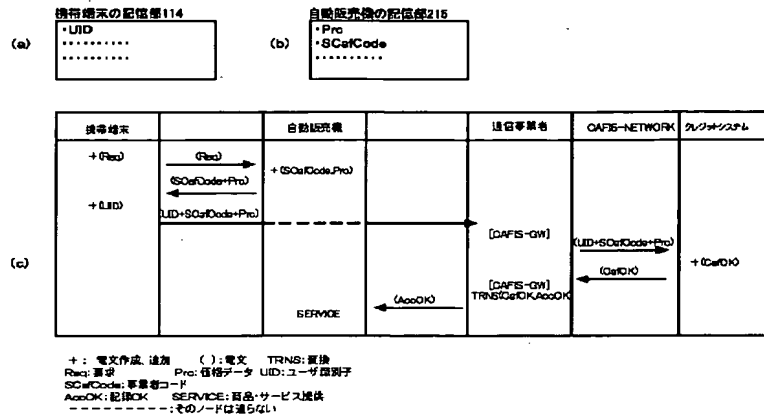 携帯端末の記憶部114
自動販売機の記憶部215
(a)
・UID
・・・・・・・・・・
・・・・・・・・・・
(b)
・Prc
・SCafCode
・・・・・・・・・・
携帯端末 自動販売機 通信事業者 CAFIS-NETWORK クレジットシステム
+(Req) (Req)
(SCafCode+Prc) +(SCafCode,Prc)
+(UID)
(UID+SCafCode+Prc)
[CAFIS-GW] (UID+SCafCode+Prc)
(c)
(CafOK) +(CafOK)
[CAFIS-GW]
(AccOK) TRNS(CafOK,AccOK)
SERVICE
+: 電文作成、追加 ( ):電文 TRNS:変換
Req:要求 Prc:価格データ UID:ユーザ識別子
SCafCode:事業者コード
AccOK:記録OK SERVICE:商品・サービス提供
-----------:そのノードは通らない